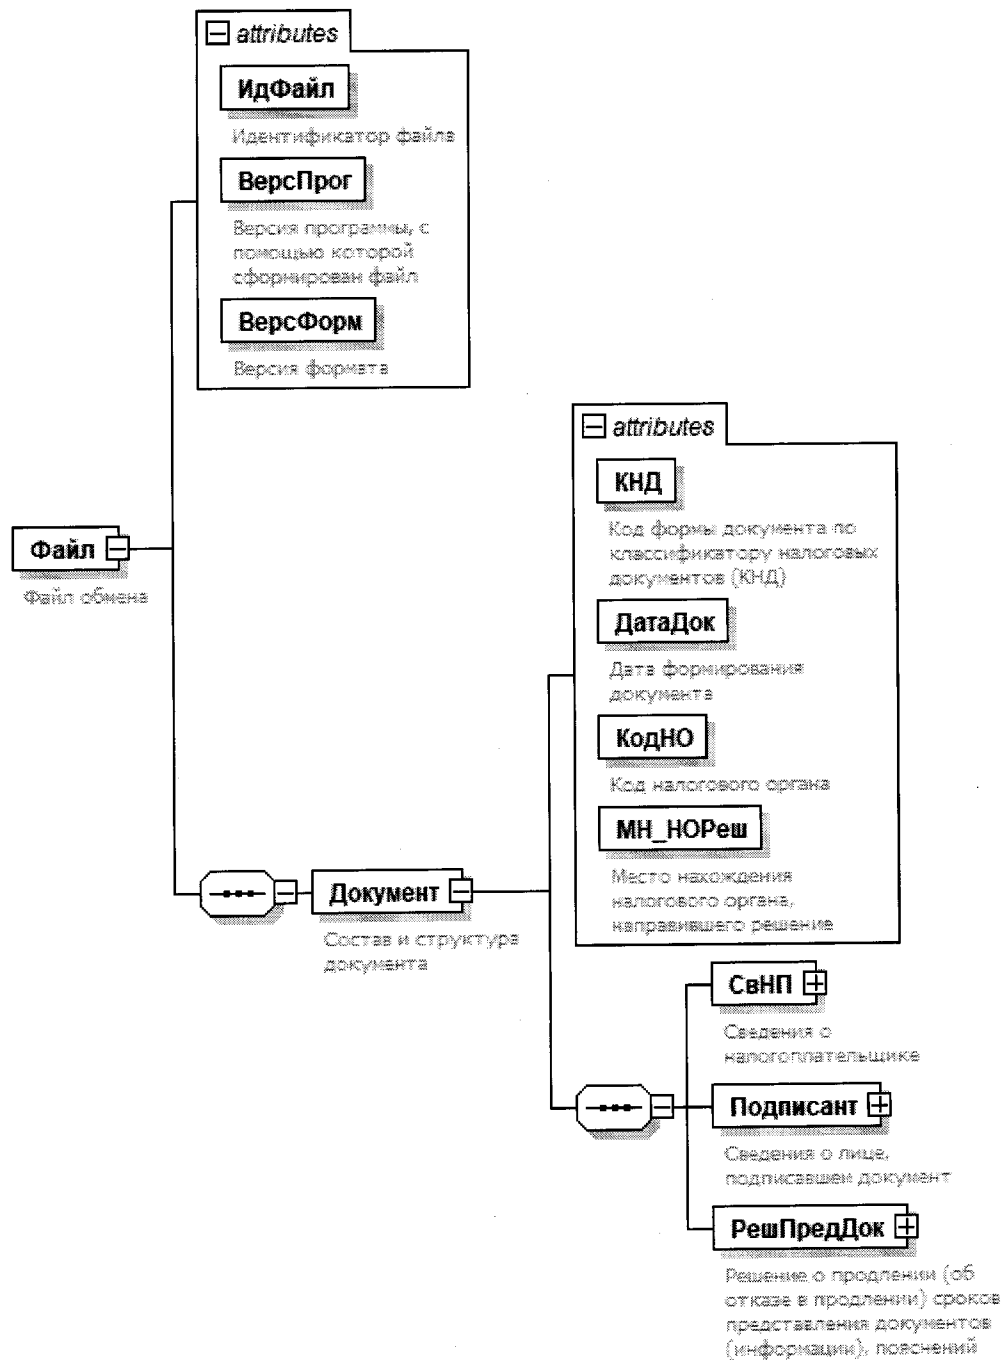 attributes
ИдФайл
Идентификатор файла
ВерсПрог
Версия программы, с
помощью которой
сформирован файл
ВерсФорм
Версия формата
Файл
Файл обмена
attributes
КНД
Код формы документа по
классификатору налоговых
документов (КНД)
ДатаДок
Дата формирования
документа
КодНО
Код налогового органа
МН_НОРеш
Место нахождения
налогового органа,
направившего решение
Документ
Состав и структура
документа
СвНП
Сведения о
налогоплательщике
Подписант
Сведения о лице,
подписавшем документ
РешПредДок
Решение о продлении (об
отказе в продлении) сроков
представления документов
(информации), пояснений